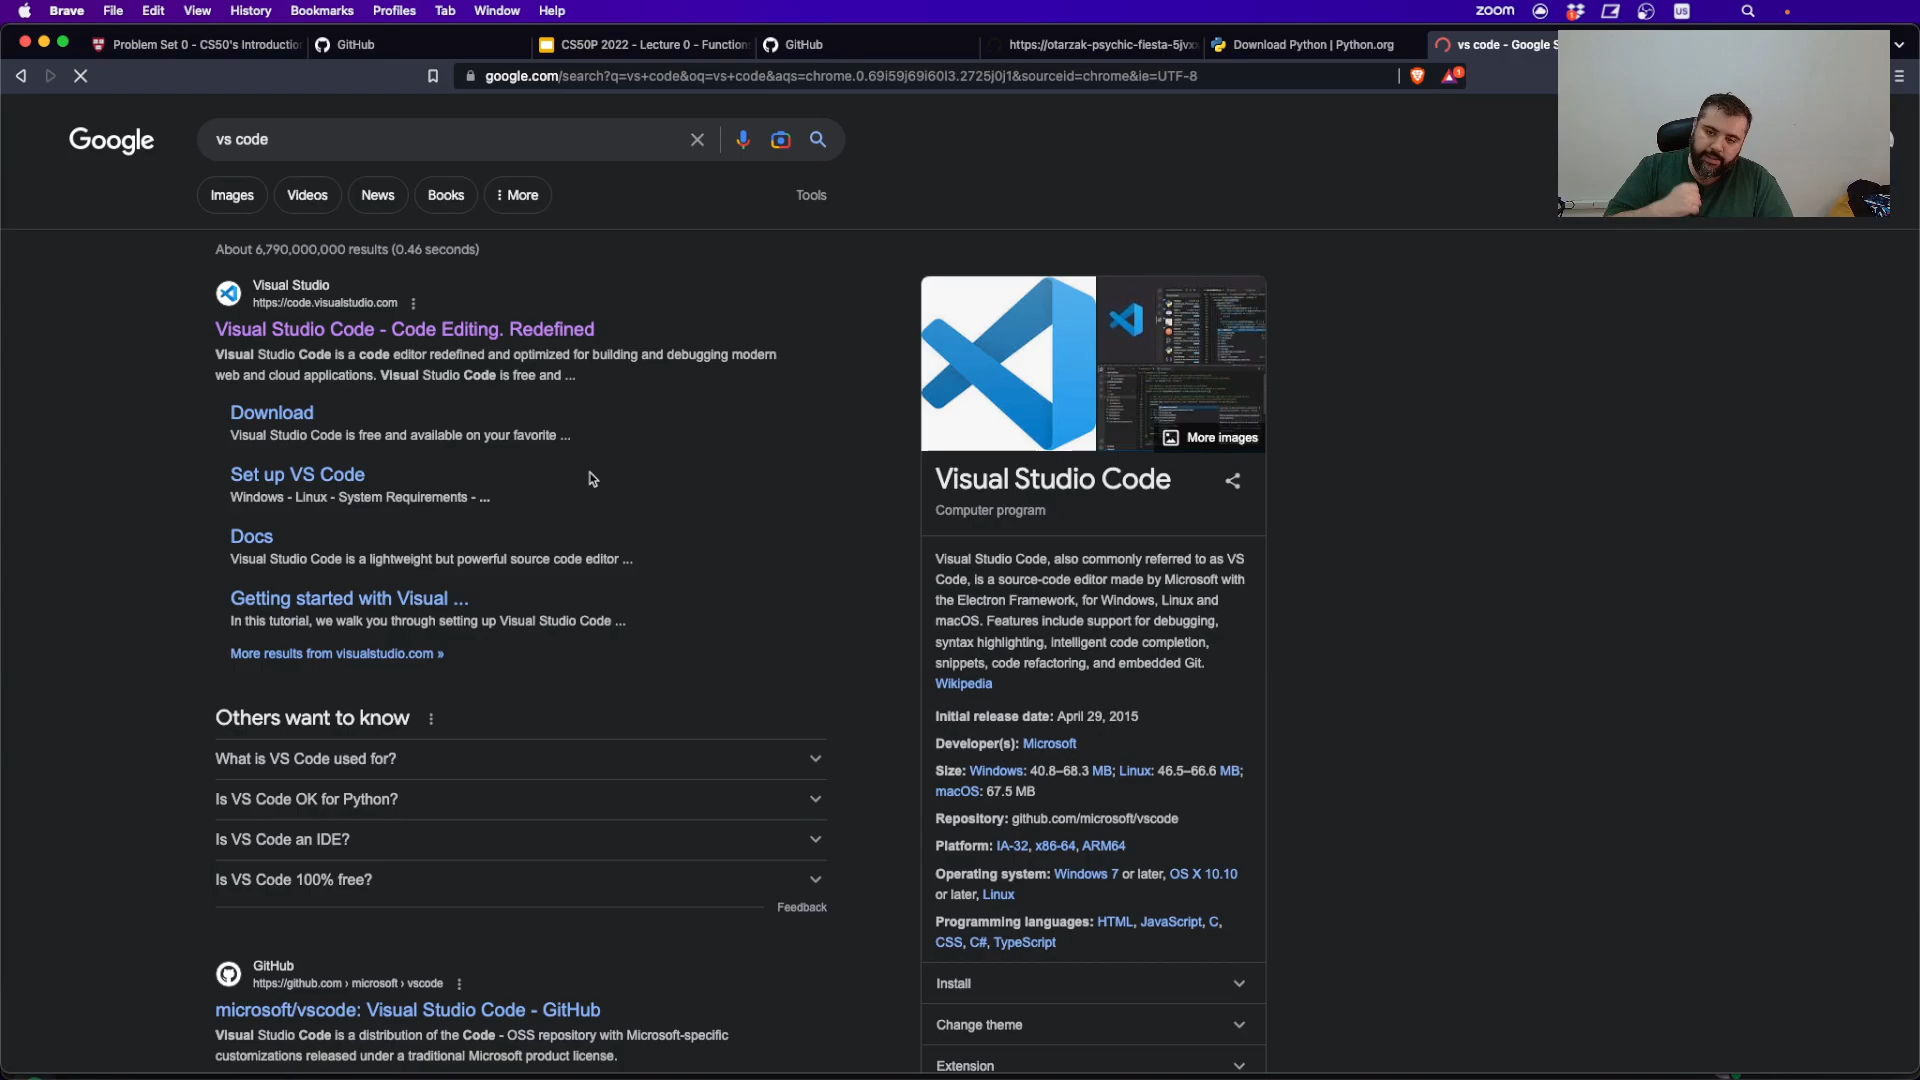 Brave File Edit View History Bookmarks Profiles Tab Window Help zoom US
Problem Set 0 - CS50's Introduction GitHub CS50P 2022 - Lecture 0 - Function GitHub https://otarzak-psychic-fiesta-5jvx Download Python | Python.org vs code - Google S
google.com/search?q=vs+code&oq=vs+code&aqs=chrome.0.69i59j69i60l3.2725j0j1&sourceid=chrome&ie=UTF-8 1
Google vs code
Images Videos News Books More Tools
About 6,790,000,000 results (0.46 seconds)
Visual Studio
https://code.visualstudio.com
Visual Studio Code - Code Editing. Redefined
Visual Studio Code is a code editor redefined and optimized for building and debugging modern
web and cloud applications. Visual Studio Code is free and ...
Download
Visual Studio Code is free and available on your favorite ...
Set up VS Code
Windows - Linux - System Requirements - ...
Docs
Visual Studio Code is a lightweight but powerful source code editor ...
Getting started with Visual ...
In this tutorial, we walk you through setting up Visual Studio Code ...
More results from visualstudio.com »
Others want to know
What is VS Code used for?
Is VS Code OK for Python?
Is VS Code an IDE?
Is VS Code 100% free?
Feedback
GitHub
https://github.com › microsoft › vscode
microsoft/vscode: Visual Studio Code - GitHub
Visual Studio Code is a distribution of the Code - OSS repository with Microsoft-specific
customizations released under a traditional Microsoft product license.
More images
Visual Studio Code
Computer program
Visual Studio Code, also commonly referred to as VS
Code, is a source-code editor made by Microsoft with
the Electron Framework, for Windows, Linux and
macOS. Features include support for debugging,
syntax highlighting, intelligent code completion,
snippets, code refactoring, and embedded Git.
Wikipedia
Initial release date: April 29, 2015
Developer(s): Microsoft
Size: Windows: 40.8–68.3 MB; Linux: 46.5–66.6 MB;
macOS: 67.5 MB
Repository: github.com/microsoft/vscode
Platform: IA-32, x86-64, ARM64
Operating system: Windows 7 or later, OS X 10.10
or later, Linux
Programming languages: HTML, JavaScript, C,
CSS, C#, TypeScript
Install
Change theme
Extension